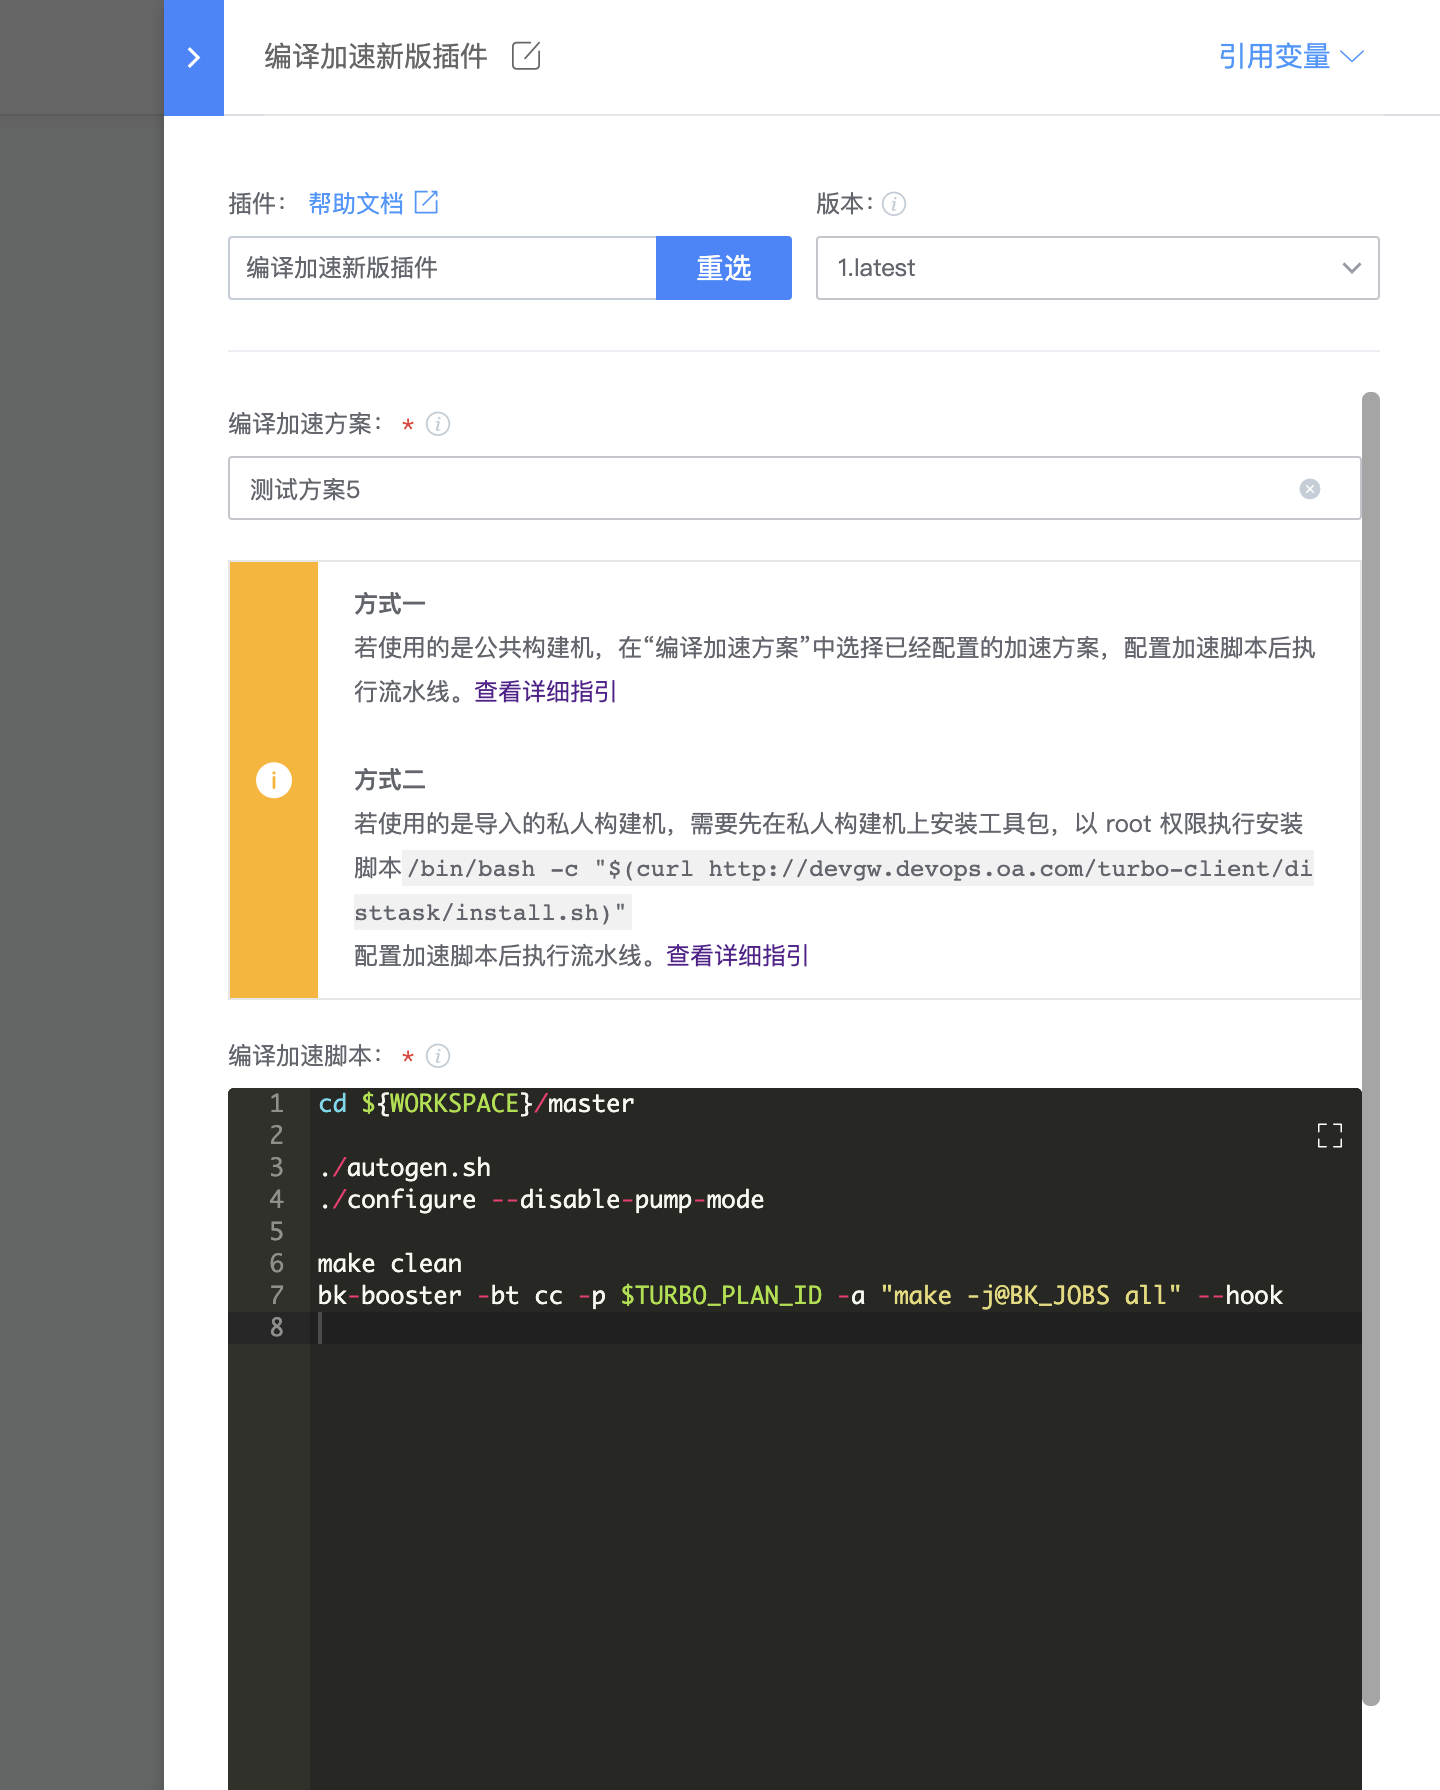 编译加速新版插件
引用变量
插件： 帮助文档
版本：
编译加速新版插件 重选
1.latest
编译加速方案： *
测试方案5
方式一
若使用的是公共构建机，在“编译加速方案”中选择已经配置的加速方案，配置加速脚本后执
行流水线。查看详细指引
方式二
若使用的是导入的私人构建机，需要先在私人构建机上安装工具包，以 root 权限执行安装
脚本 /bin/bash -c "$(curl http://devgw.devops.oa.com/turbo-client/di
sttask/install.sh)"
配置加速脚本后执行流水线。查看详细指引
编译加速脚本： *
1 cd ${WORKSPACE}/master
2
3 ./autogen.sh
4 ./configure --disable-pump-mode
5
6 make clean
7 bk-booster -bt cc -p $TURBO_PLAN_ID -a "make -j@BK_JOBS all" --hook
8